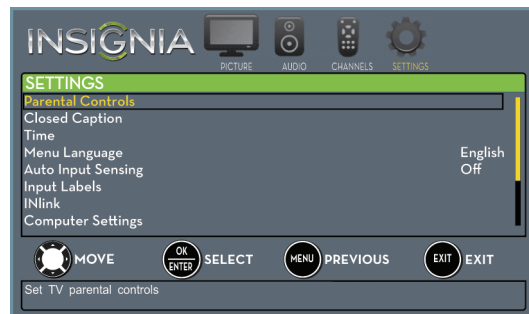 INSIGNIA
PICTURE AUDIO CHANNELS SETTINGS
SETTINGS
Parental Controls
Closed Caption
Time
Menu Language English
Auto Input Sensing Off
Input Labels
INlink
Computer Settings
MOVE OK ENTER SELECT MENU PREVIOUS EXIT EXIT
Set TV parental controls